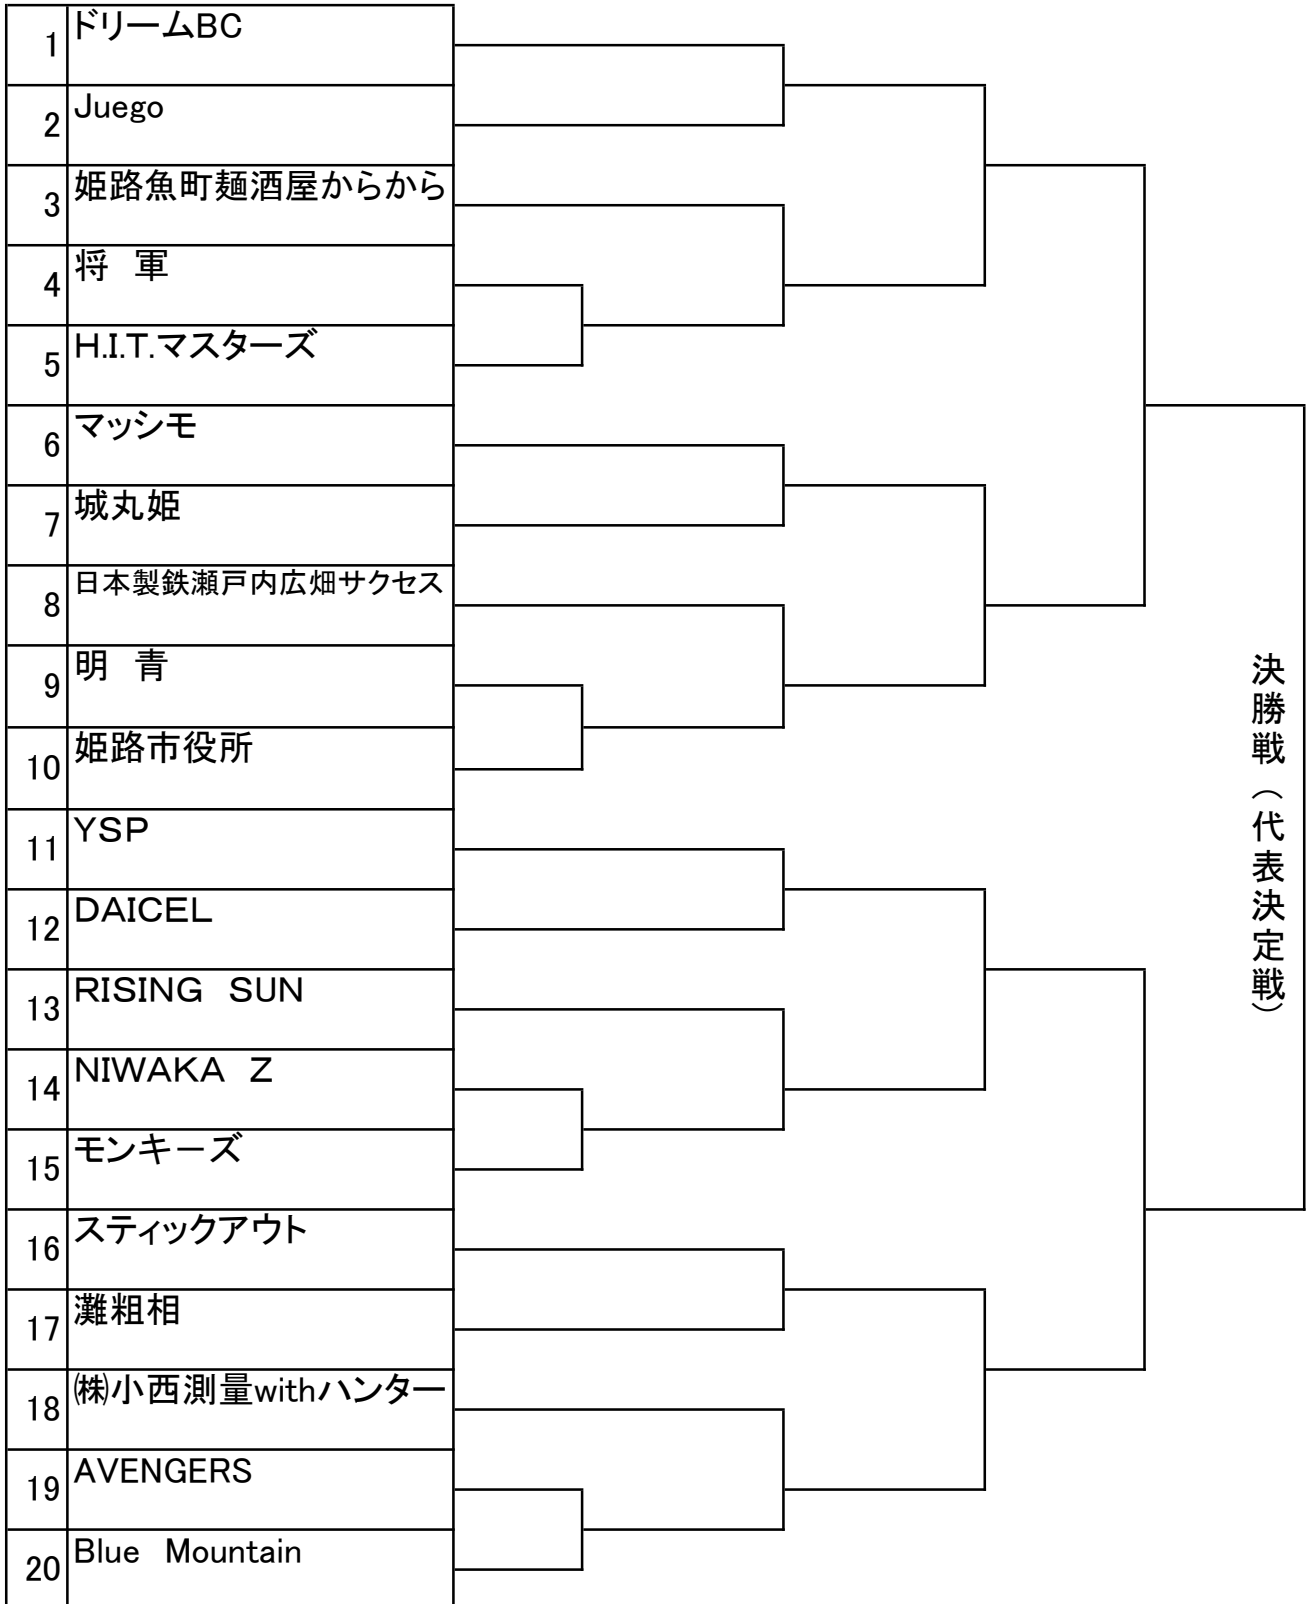 1 ドリームBC
2 Juego
3 姫路魚町麺酒屋からから
4 将　軍
5 H.I.T.マスターズ
6 マッシモ
7 城丸姫
8 日本製鉄瀬戸内広畑サクセス
9 明　青
10 姫路市役所
11 YSP
12 DAICEL
13 RISING　SUN
14 NIWAKA　Z
15 モンキーズ
16 スティックアウト
17 灘粗相
18 ㈱小西測量withハンター
19 AVENGERS
20 Blue　Mountain
決勝戦（代表決定戦）